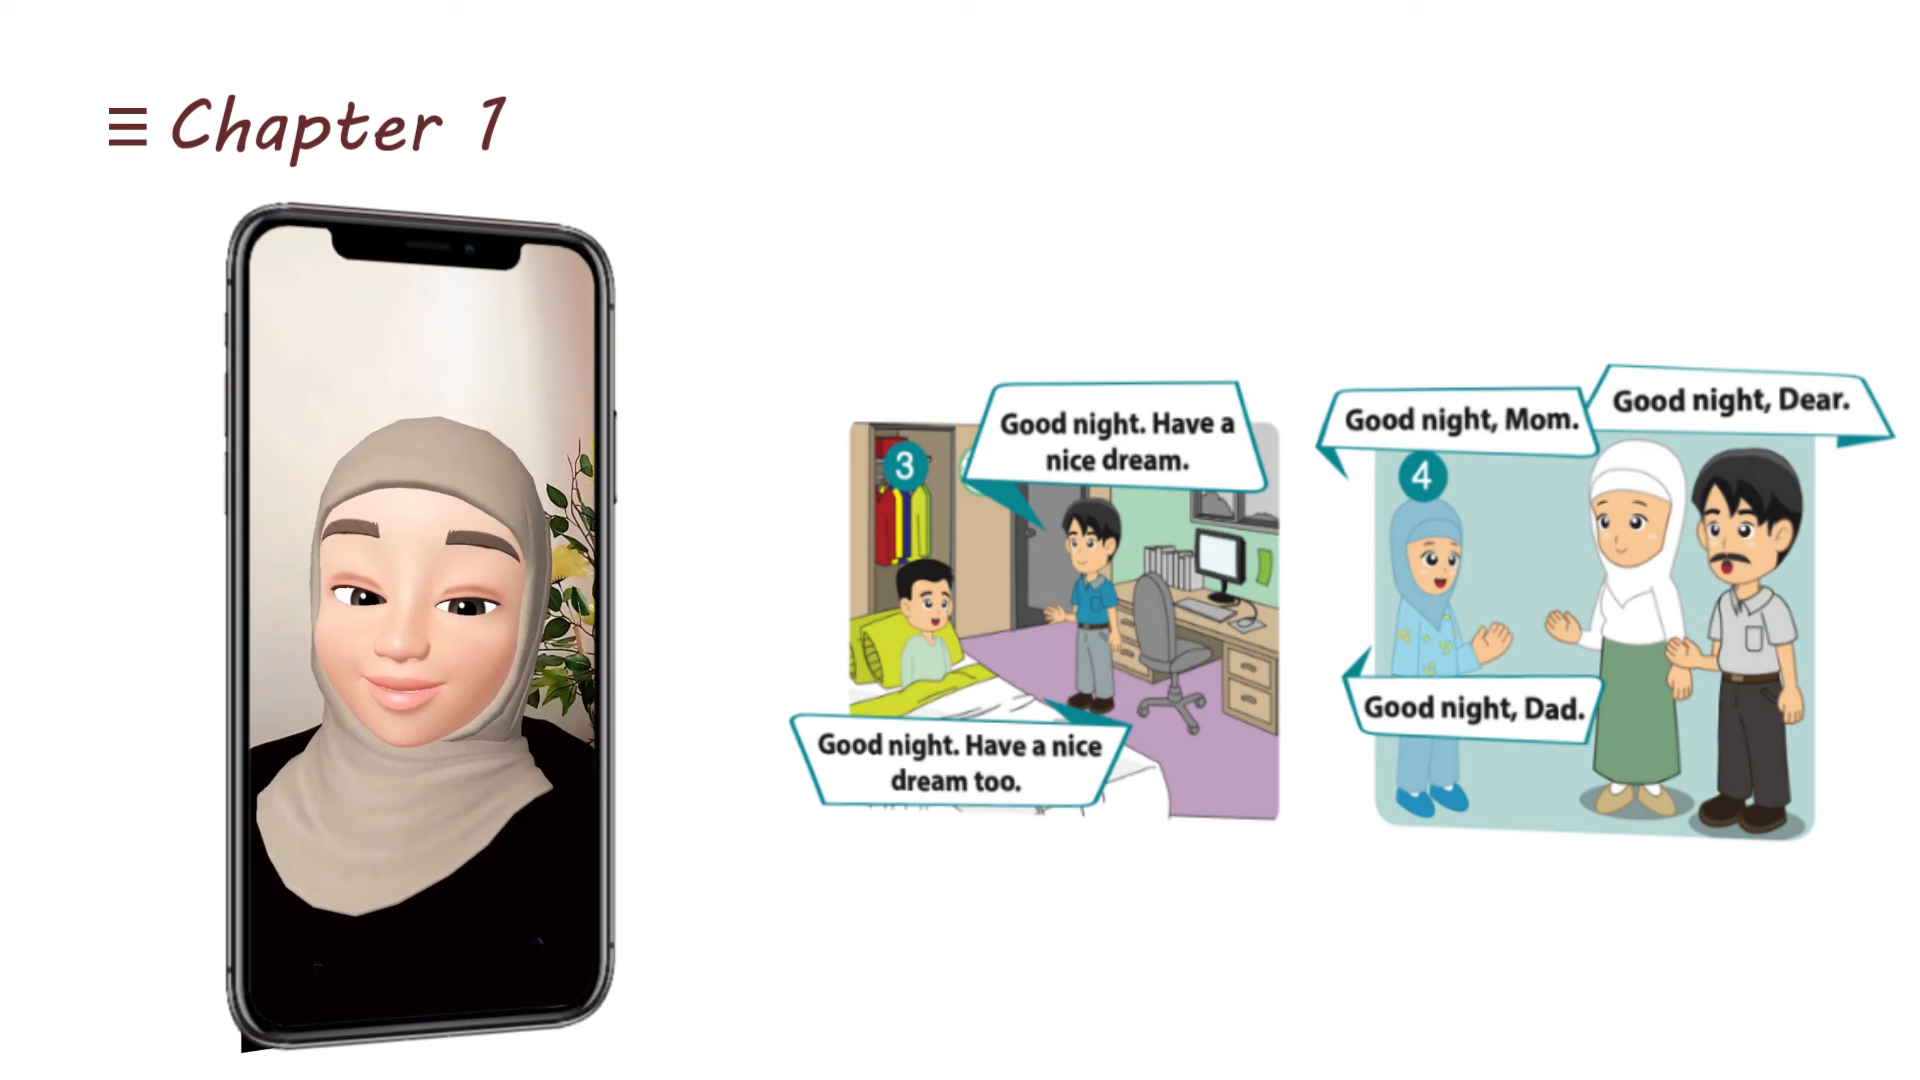 Chapter 1
3
Good night. Have a
nice dream.
Good night. Have a nice
dream too.
4
Good night, Mom.
Good night, Dear.
Good night, Dad.